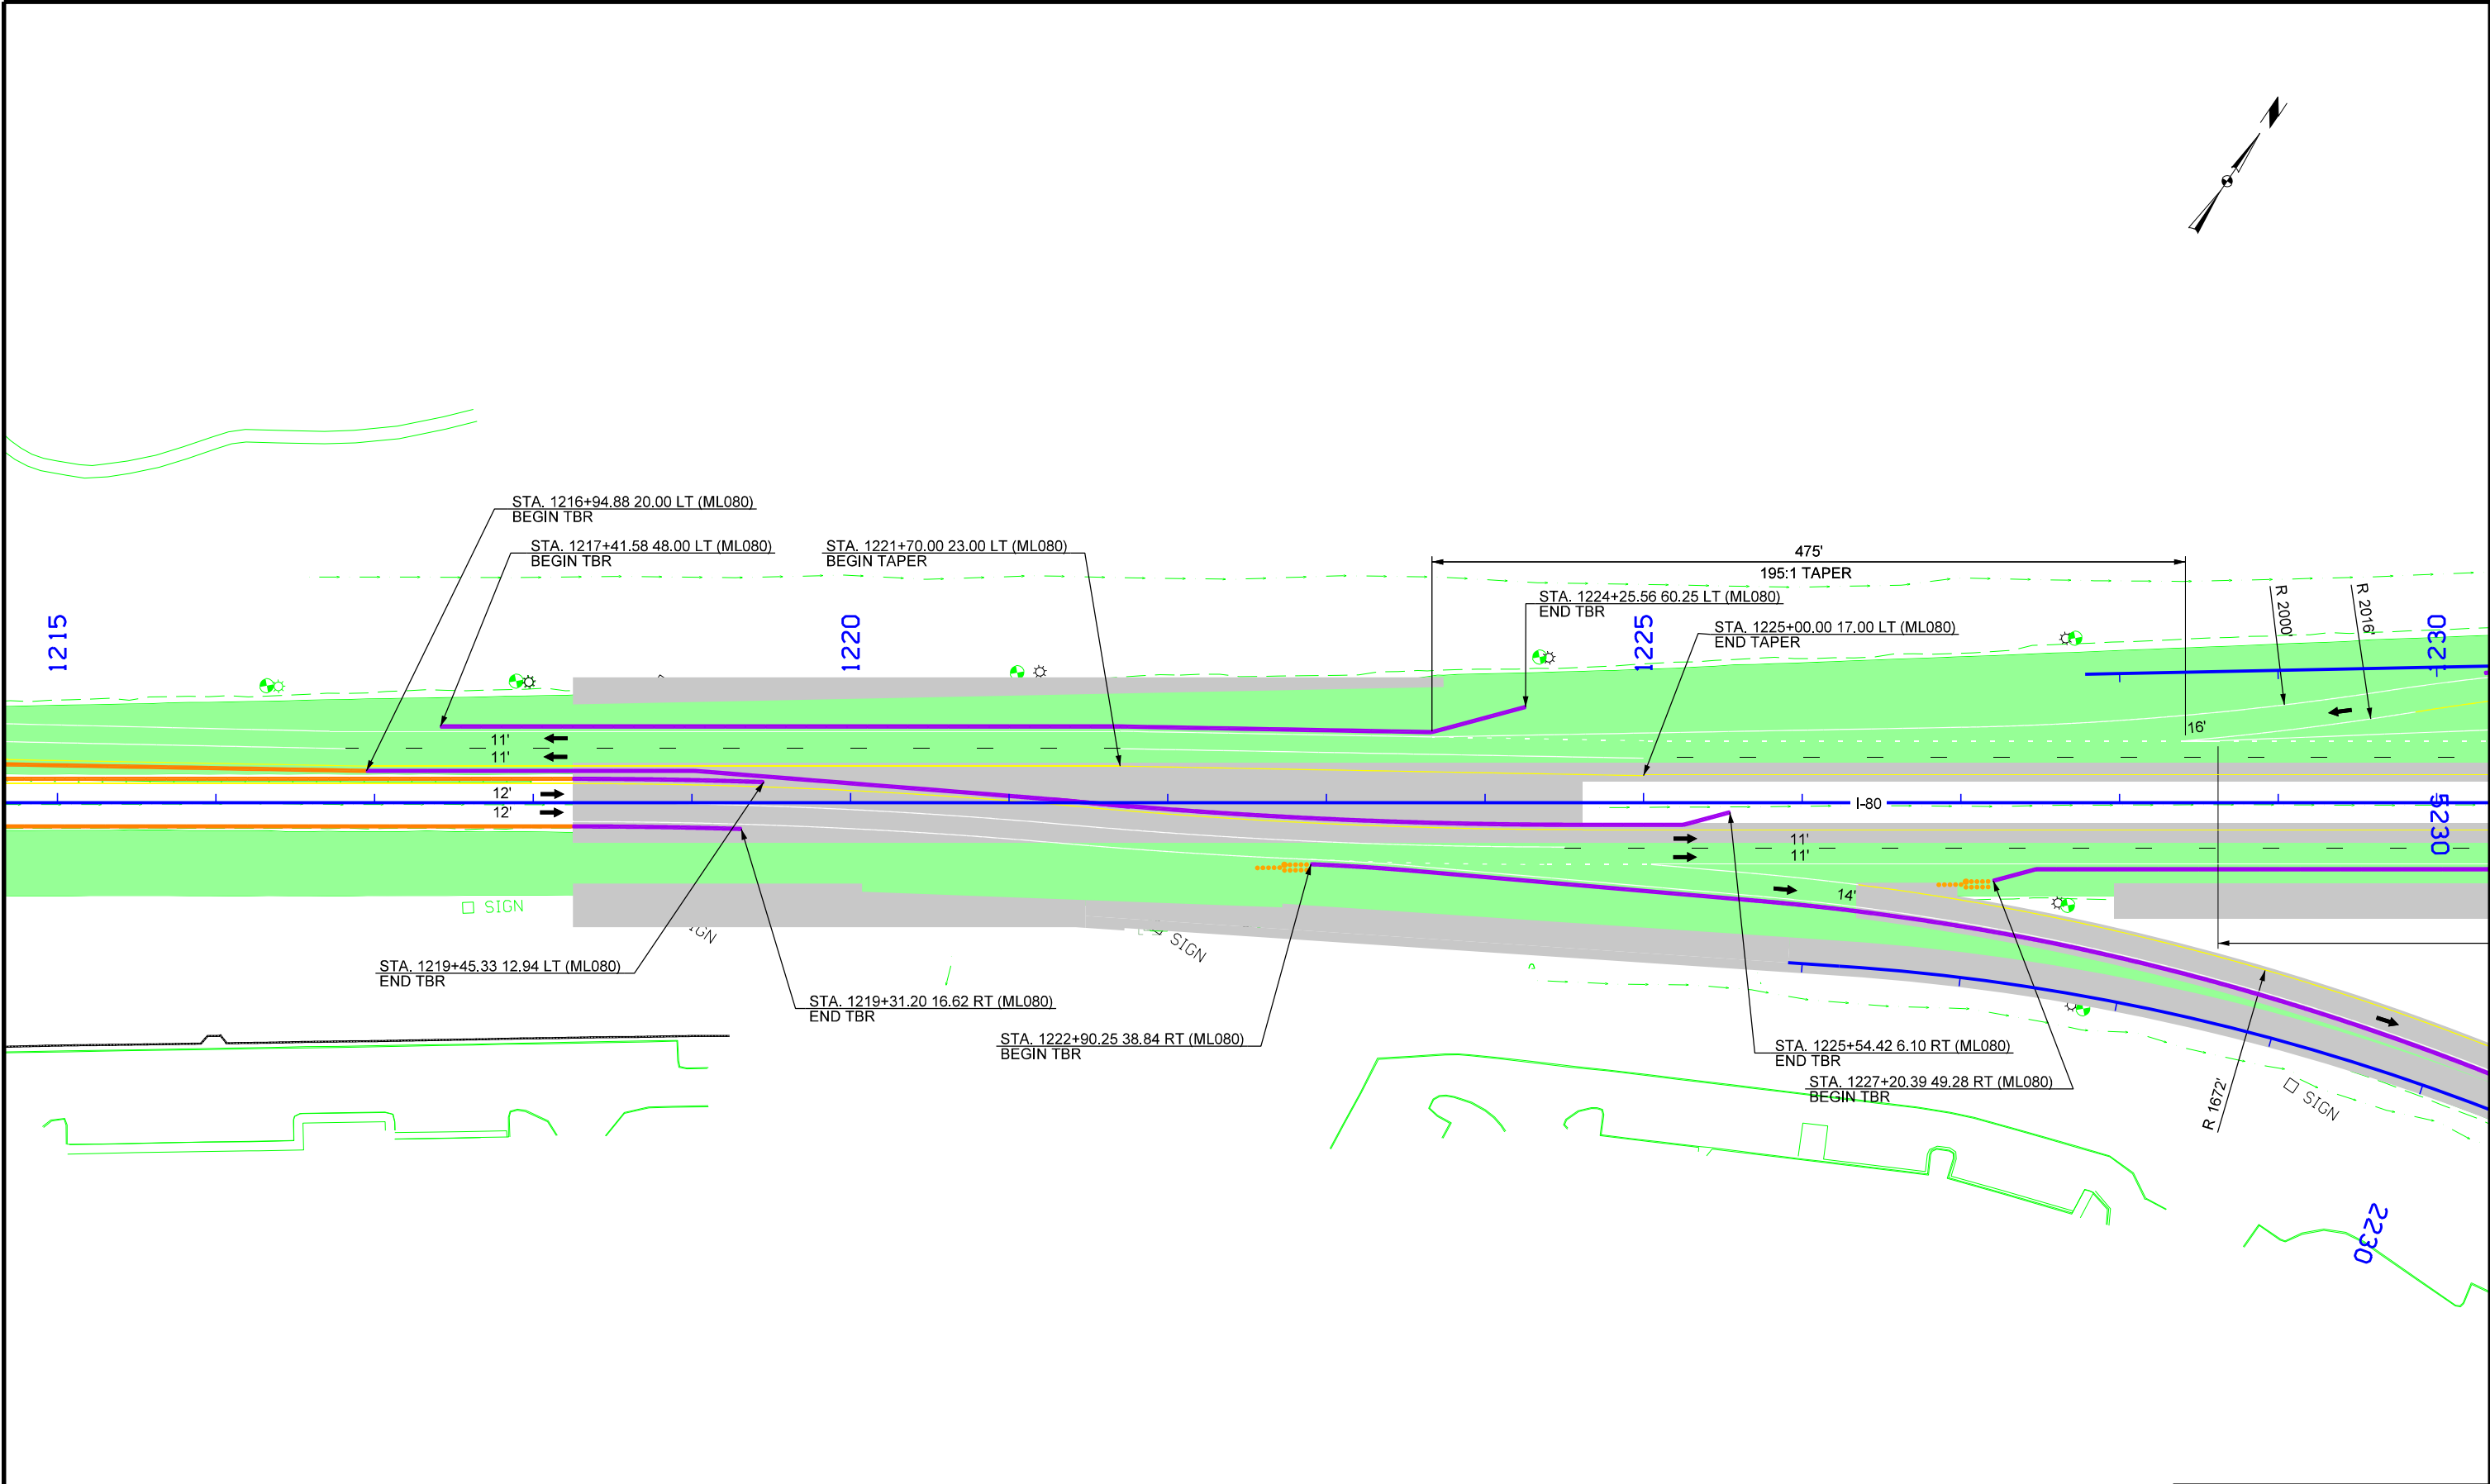 N
STA. 1216+94.88 20.00 LT (ML080)
BEGIN TBR
STA. 1217+41.58 48.00 LT (ML080)
BEGIN TBR
STA. 1221+70.00 23.00 LT (ML080)
BEGIN TAPER
475'
195:1 TAPER
STA. 1224+25.56 60.25 LT (ML080)
END TBR
STA. 1225+00.00 17.00 LT (ML080)
END TAPER
R 2000'
R 2016'
1215
1220
1225
1230
16'
11'
11'
12'
12'
I-80
5230
11'
11'
14'
SIGN
SIGN
STA. 1219+45.33 12.94 LT (ML080)
END TBR
STA. 1219+31.20 16.62 RT (ML080)
END TBR
STA. 1222+90.25 38.84 RT (ML080)
BEGIN TBR
STA. 1225+54.42 6.10 RT (ML080)
END TBR
STA. 1227+20.39 49.28 RT (ML080)
BEGIN TBR
R 1672'
SIGN
2230